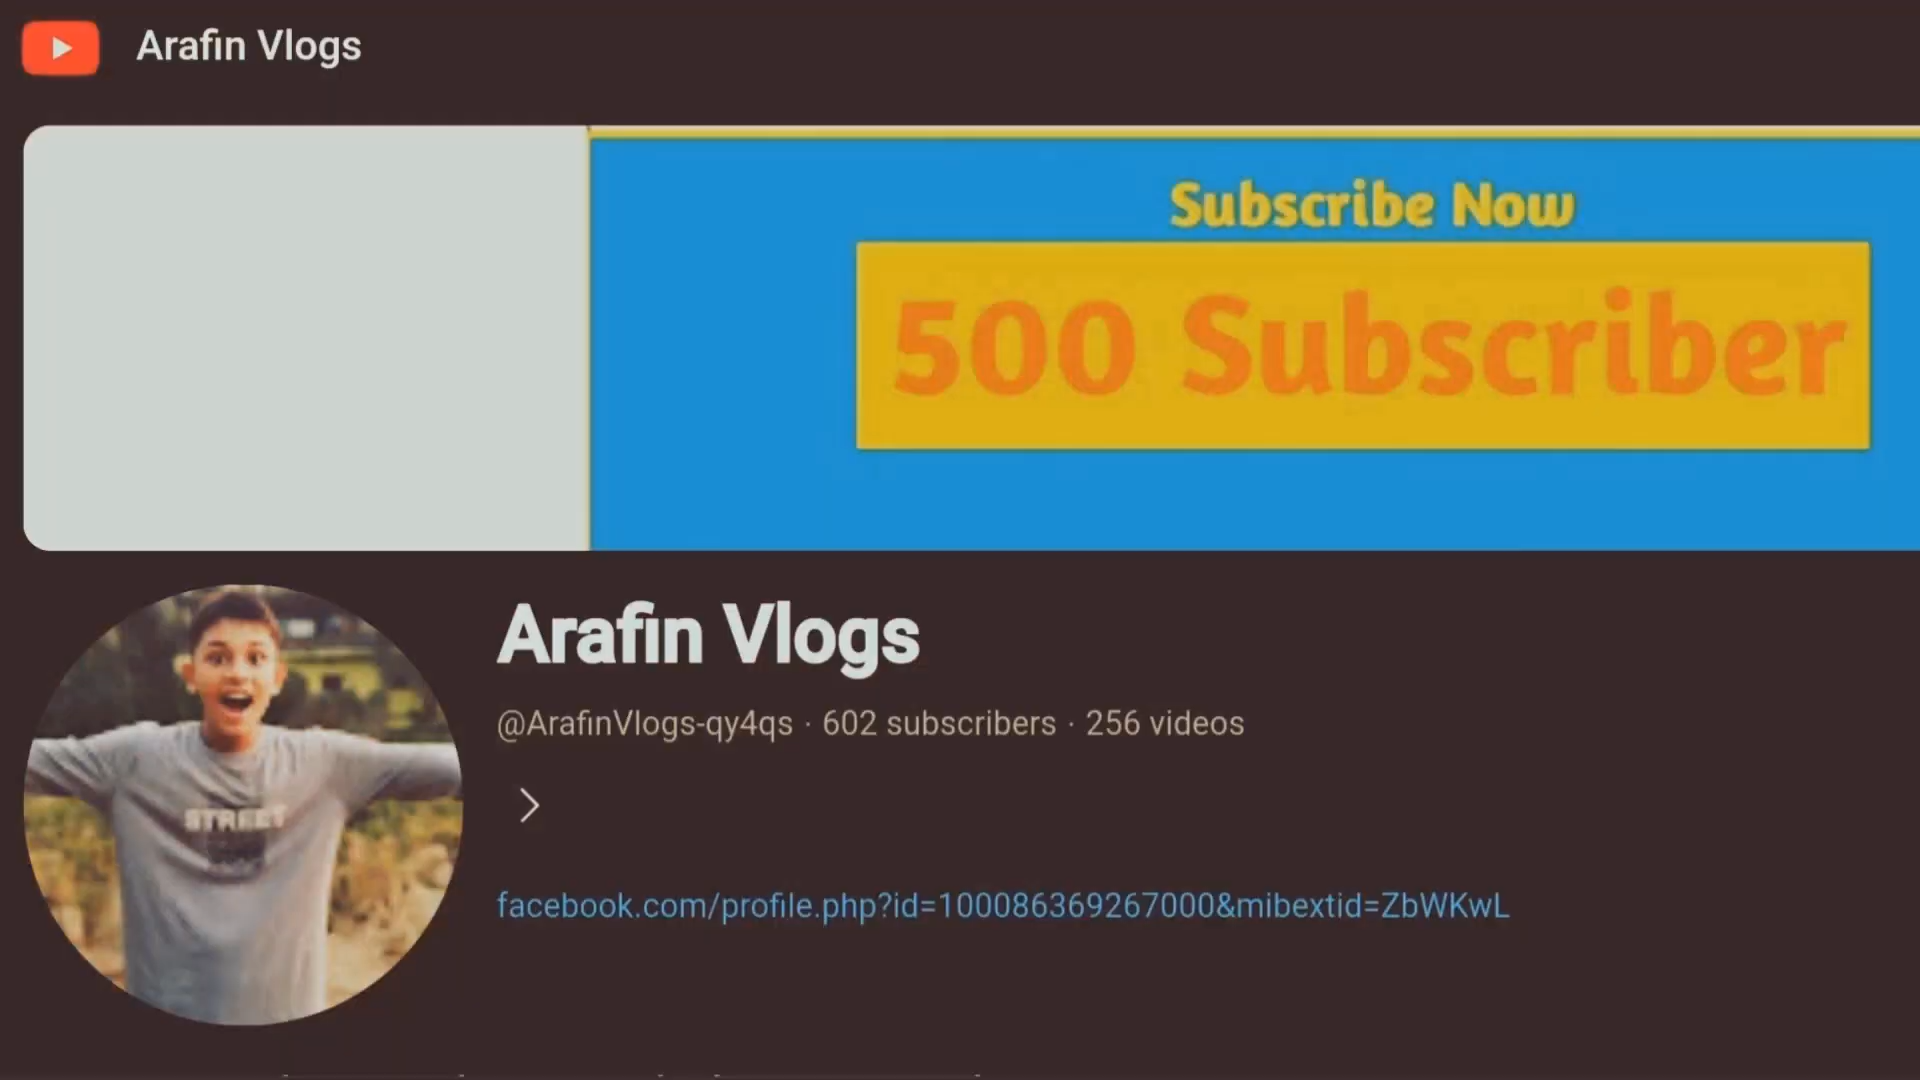 Arafin Vlogs
Subscribe Now
500 Subscriber
Arafin Vlogs
@ArafinVlogs-qy4qs · 602 subscribers · 256 videos
facebook.com/profile.php?id=100086369267000&mibextid=ZbWKwL
STREET